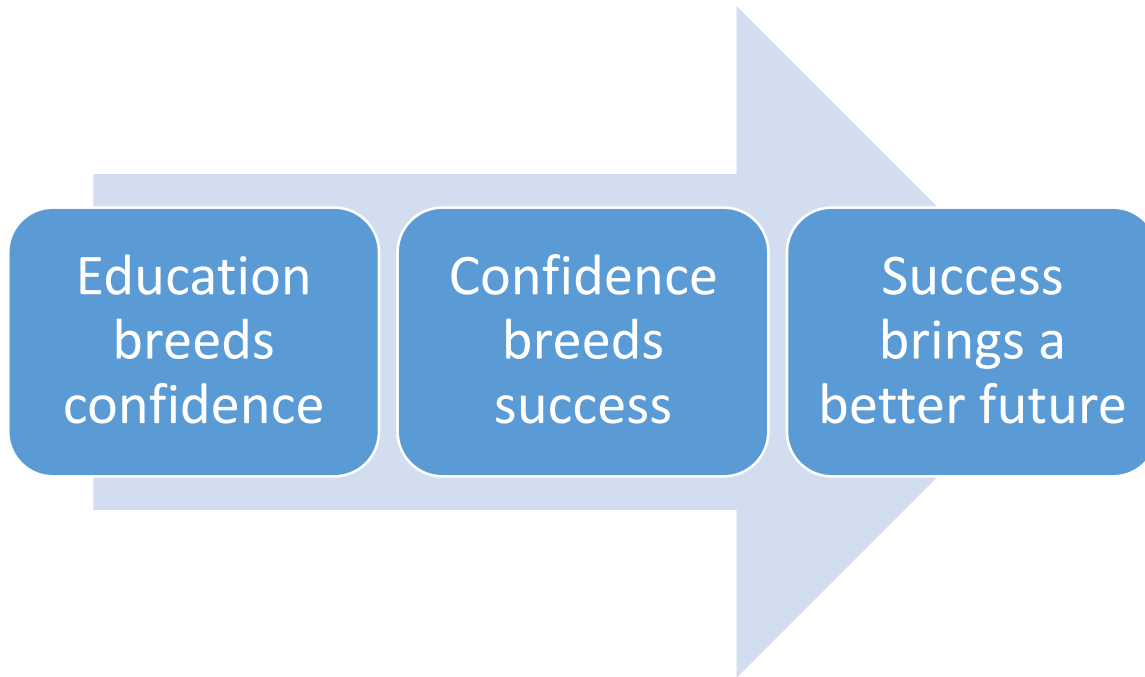 Education
breeds
confidence
Confidence
breeds
success
Success
brings a
better future